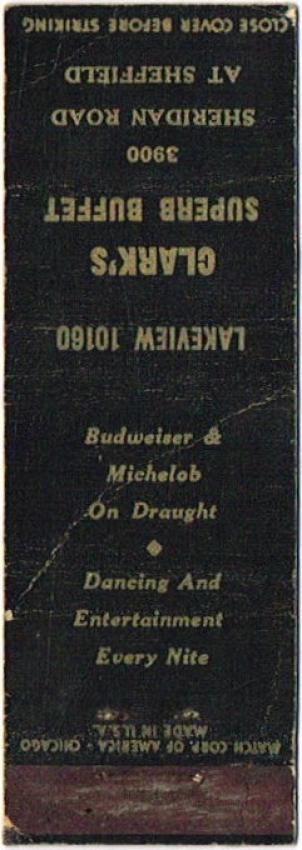 CLOSE COVER BEFORE STRIKING
LAKEVIEW 10160
CLARK'S
SUPERB BUFFET
3900
SHERIDAN ROAD
AT SHEFFIELD
Budweiser &
Michelob
On Draught
Dancing And
Entertainment
Every Nite
MATCH CORP. OF AMERICA · CHICAGO
MADE IN U.S.A.